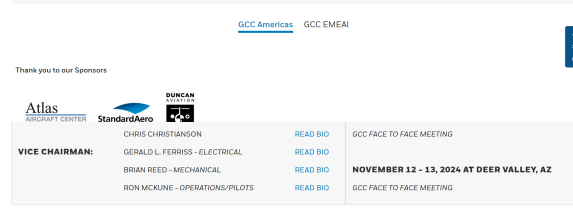 GCC Americas GCC EMEAI
Thank you to our Sponsors
DUNCAN
AVIATION
Atlas
AIRCRAFT CENTER
StandardAero
CHRIS CHRISTIANSON READ BIO GCC FACE TO FACE MEETING
VICE CHAIRMAN: GERALD L. FERRISS - ELECTRICAL READ BIO
BRIAN REED - MECHANICAL READ BIO NOVEMBER 12 - 13, 2024 AT DEER VALLEY, AZ
RON MCKUNE - OPERATIONS/PILOTS READ BIO GCC FACE TO FACE MEETING